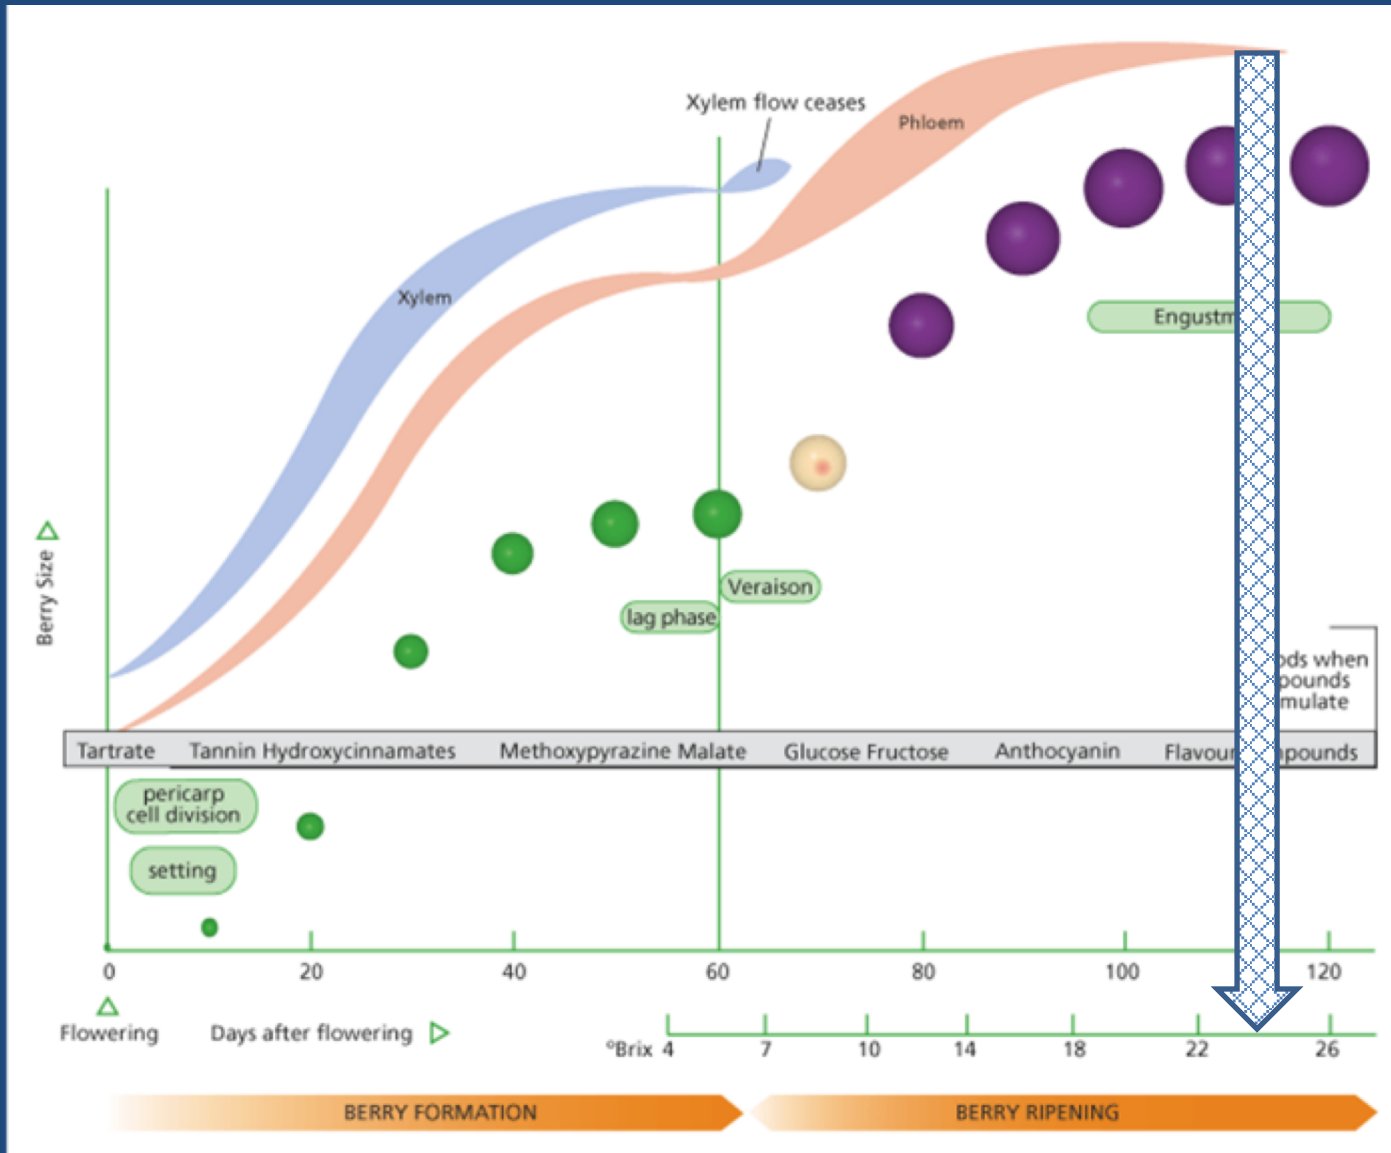 Xylem flow ceases
Phloem
Xylem
Engustm
Berry Size
Veraison
lag phase
ods when
pounds
mulate
Tartrate Tannin Hydroxycinnamates Methoxypyrazine Malate Glucose Fructose Anthocyanin Flavour pounds
pericarp
cell division
setting
0 20 40 60 80 100 120
Flowering Days after flowering
ºBrix 4 7 10 14 18 22 26
BERRY FORMATION BERRY RIPENING